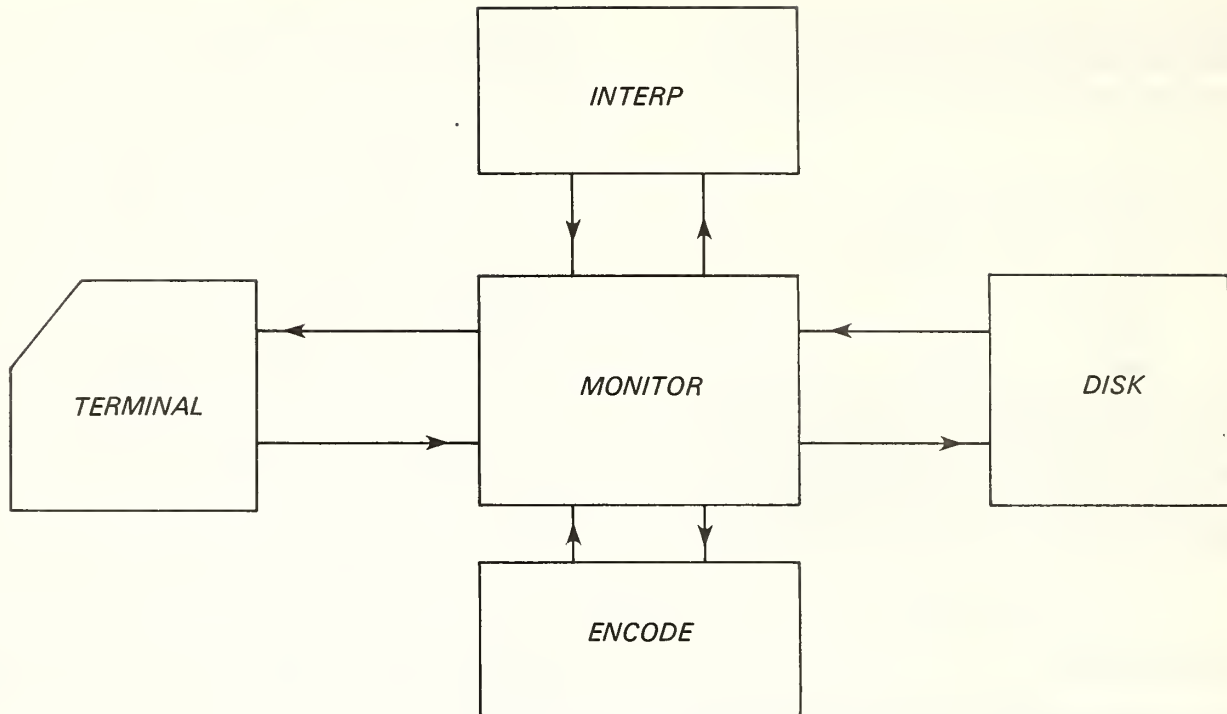 INTERP
TERMINAL
MONITOR
DISK
ENCODE